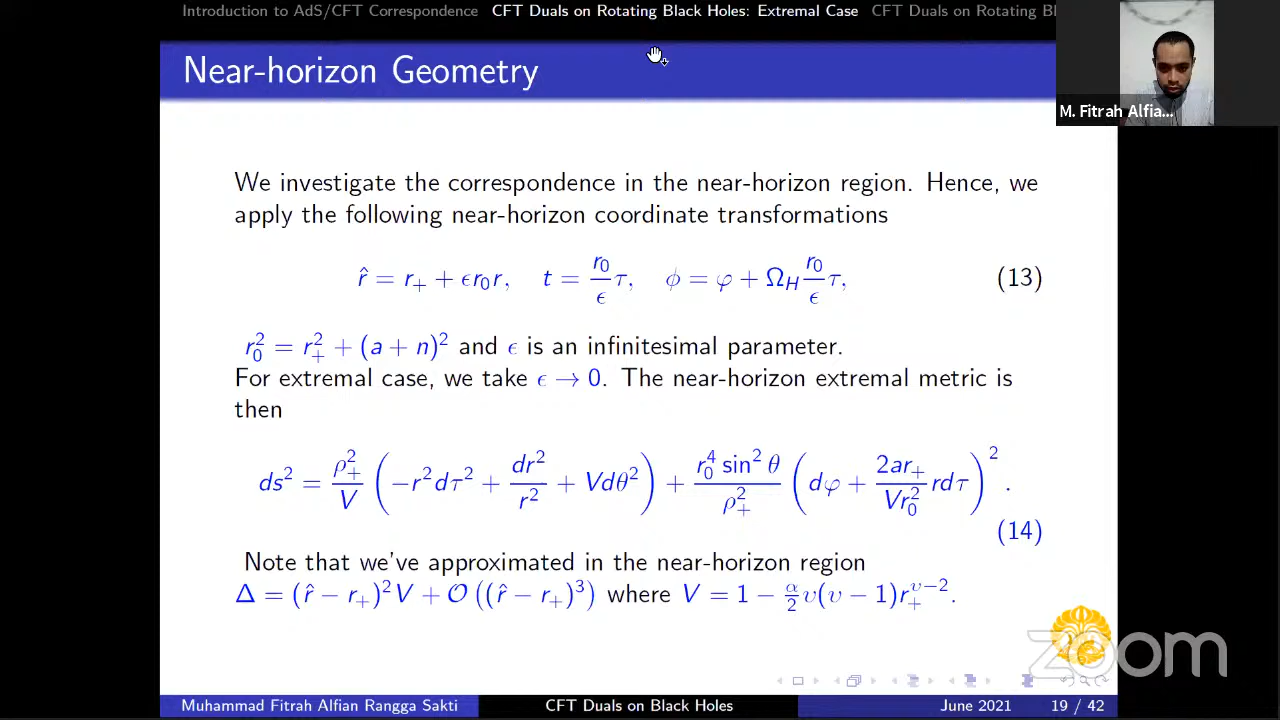 Introduction to AdS/CFT Correspondence CFT Duals on Rotating Black Holes: Extremal Case CFT Duals on Rotating Bl
Near-horizon Geometry
M. Fitrah Alfia...
We investigate the correspondence in the near-horizon region. Hence, we
apply the following near-horizon coordinate transformations
r̂ = r₊ + ϵr₀r, t = r₀/ϵ τ, ϕ = φ + Ω_H r₀/ϵ τ, (13)
r₀² = r₊² + (a + n)² and ϵ is an infinitesimal parameter.
For extremal case, we take ϵ → 0. The near-horizon extremal metric is
then
ds² = ρ₊²/V (−r²dτ² + dr²/r² + Vdθ²) + r₀⁴ sin² θ/ρ₊² (dφ + 2ar₊/Vr₀² rdτ)².
(14)
Note that we've approximated in the near-horizon region
Δ = (r̂ − r₊)²V + O((r̂ − r₊)³) where V = 1 − α/2 υ(υ − 1)r₊^{υ−2}.
zoom
Muhammad Fitrah Alfian Rangga Sakti CFT Duals on Black Holes June 2021 19 / 42